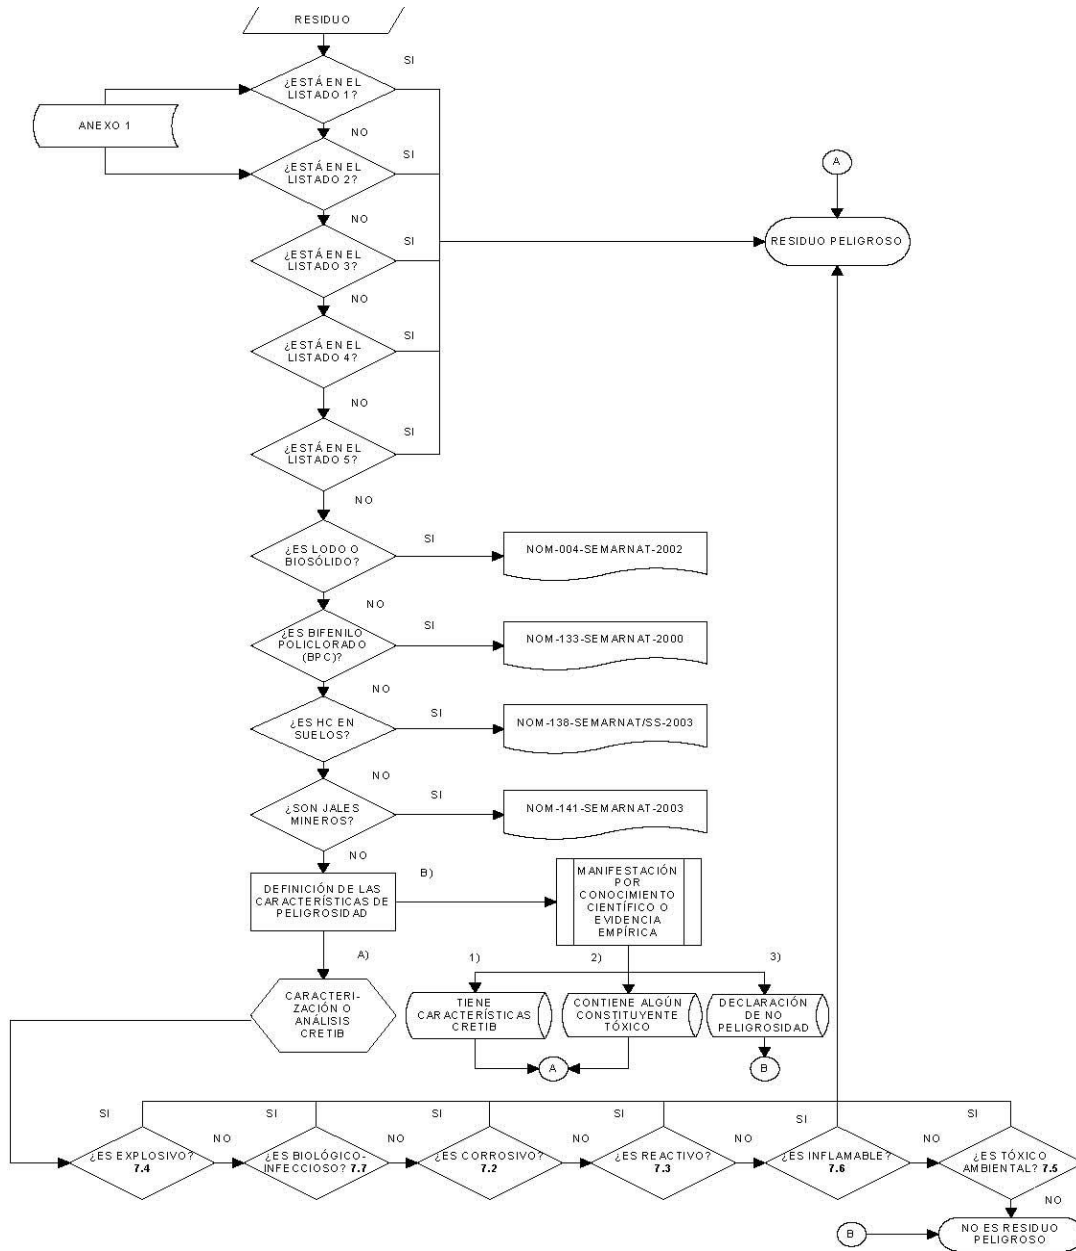 RESIDUO
SI
¿ESTÁ EN EL
LISTADO 1?
ANEXO 1
NO
SI
¿ESTÁ EN EL
LISTADO 2?
A
NO
SI
RESIDUO PELIGROSO
¿ESTÁ EN EL
LISTADO 3?
NO
SI
¿ESTÁ EN EL
LISTADO 4?
NO
SI
¿ESTÁ EN EL
LISTADO 5?
NO
¿ES LODO O
BIOSÓLIDO?
SI
NOM-004-SEMARNAT-2002
NO
¿ES BIFENILO
POLICLORADO
(BPC)?
SI
NOM-133-SEMARNAT-2000
NO
¿ES HC EN
SUELOS?
SI
NOM-138-SEMARNAT/SS-2003
NO
¿SON JALES
MINEROS?
SI
NOM-141-SEMARNAT-2003
NO
DEFINICIÓN DE LAS
CARACTERÍSTICAS DE
PELIGROSIDAD
B)
MANIFESTACIÓN
POR
CONOCIMIENTO
CIENTÍFICO O
EVIDENCIA
EMPÍRICA
A)
1)
2)
3)
CARACTERI-
ZACIÓN O
ANÁLISIS
CRETIB
TIENE
CARACTERÍSTICAS
CRETIB
CONTIENE ALGÚN
CONSTITUYENTE
TÓXICO
DECLARACIÓN
DE NO
PELIGROSIDAD
A
B
SI
¿ES EXPLOSIVO?
7.4
NO
SI
¿ES BIOLÓGICO-
INFECCIOSO? 7.7
NO
SI
¿ES CORROSIVO?
7.2
NO
SI
¿ES REACTIVO?
7.3
NO
SI
¿ES INFLAMABLE?
7.6
NO
SI
¿ES TÓXICO
AMBIENTAL? 7.5
NO
B
NO ES RESIDUO
PELIGROSO